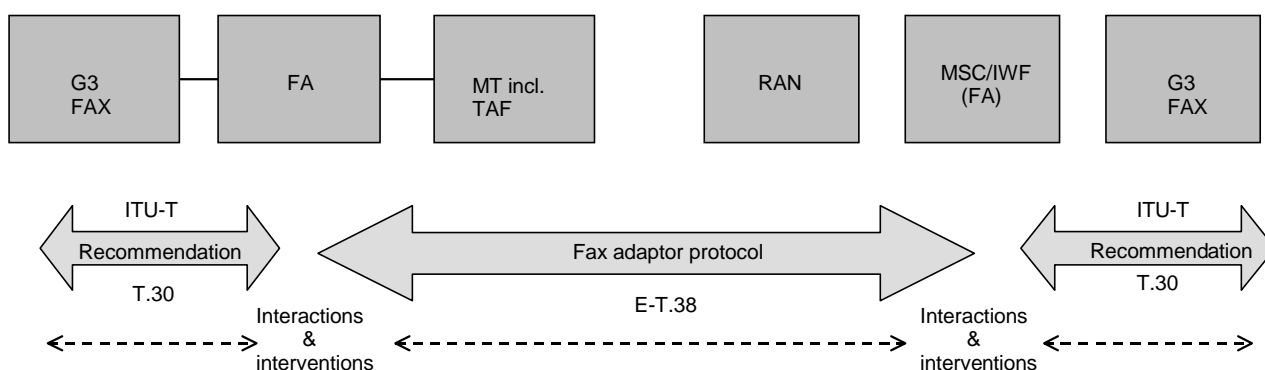 G3
FAX
FA
MT incl.
TAF
RAN
MSC/IWF
(FA)
G3
FAX
ITU-T
Recommendation
T.30
Fax adaptor protocol
E-T.38
ITU-T
Recommendation
T.30
Interactions
&
interventions
Interactions
&
interventions